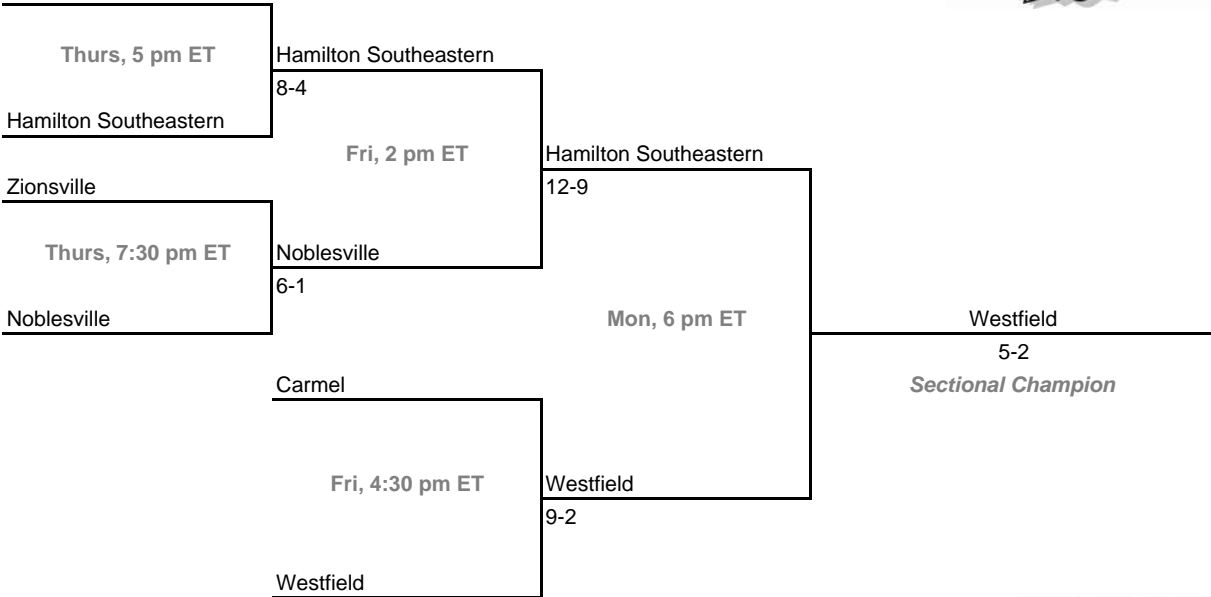 Thurs, 5 pm ET
Hamilton Southeastern
8-4
Hamilton Southeastern
Fri, 2 pm ET
Hamilton Southeastern
12-9
Zionsville
Thurs, 7:30 pm ET
Noblesville
6-1
Noblesville
Mon, 6 pm ET
Westfield
5-2
Sectional Champion
Carmel
Fri, 4:30 pm ET
Westfield
9-2
Westfield